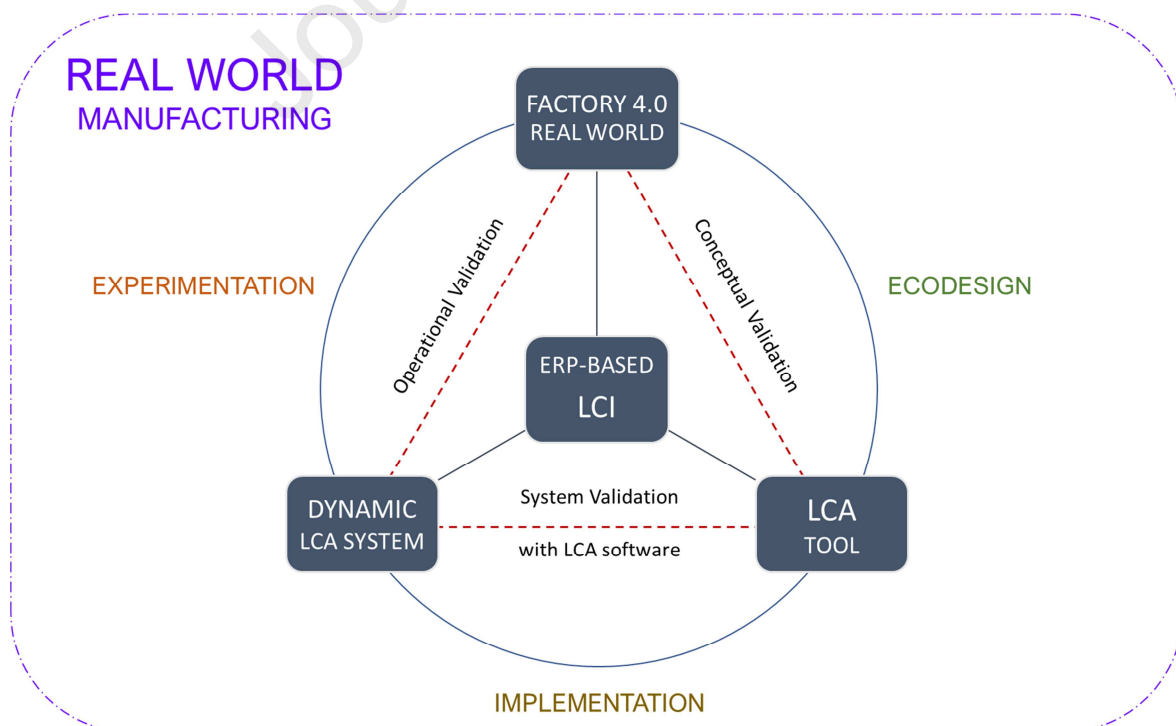 REAL WORLD
MANUFACTURING
FACTORY 4.0
REAL WORLD
EXPERIMENTATION
Operational Validation
Conceptual Validation
ECODESIGN
ERP-BASED
LCI
DYNAMIC
LCA SYSTEM
System Validation
with LCA software
LCA
TOOL
IMPLEMENTATION